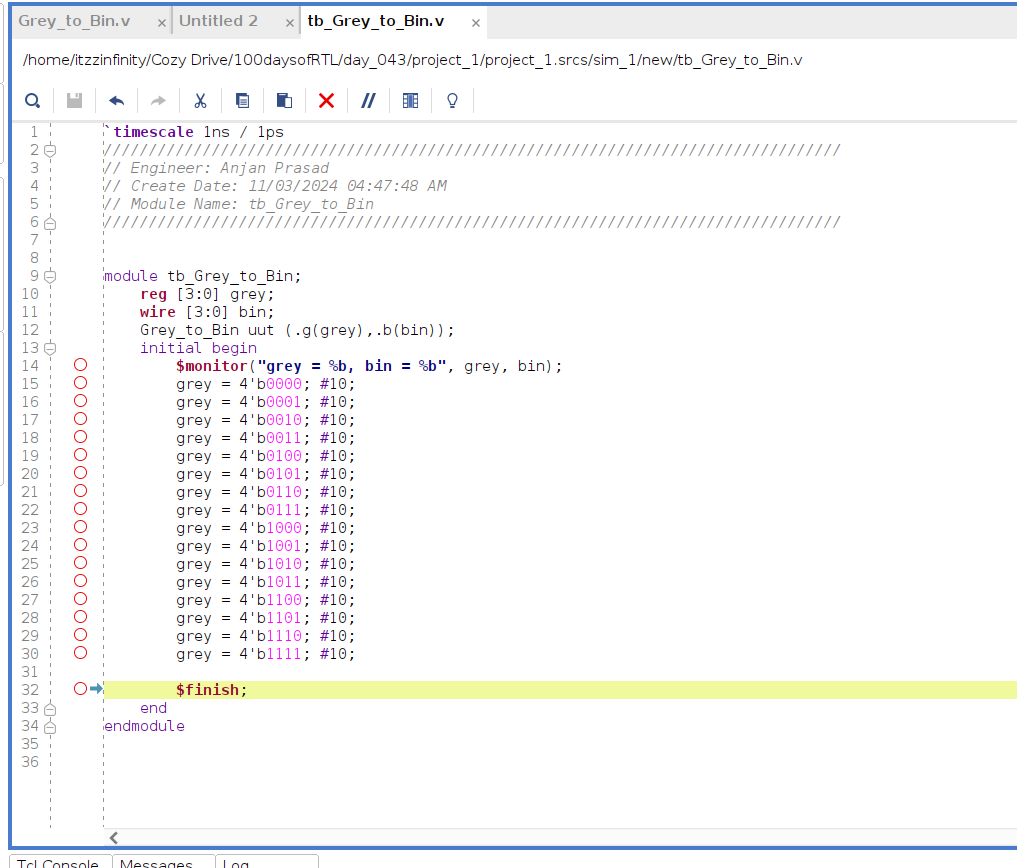 Grey_to_Bin.v × Untitled 2 × tb_Grey_to_Bin.v ×
/home/itzzinfinity/Cozy Drive/100daysofRTL/day_043/project_1/project_1.srcs/sim_1/new/tb_Grey_to_Bin.v
1 `timescale 1ns / 1ps
2 //////////////////////////////////////////////////////////////////////////////////
3 // Engineer: Anjan Prasad
4 // Create Date: 11/03/2024 04:47:48 AM
5 // Module Name: tb_Grey_to_Bin
6 //////////////////////////////////////////////////////////////////////////////////
7
8
9 module tb_Grey_to_Bin;
10 reg [3:0] grey;
11 wire [3:0] bin;
12 Grey_to_Bin uut (.g(grey),.b(bin));
13 initial begin
14 $monitor("grey = %b, bin = %b", grey, bin);
15 grey = 4'b0000; #10;
16 grey = 4'b0001; #10;
17 grey = 4'b0010; #10;
18 grey = 4'b0011; #10;
19 grey = 4'b0100; #10;
20 grey = 4'b0101; #10;
21 grey = 4'b0110; #10;
22 grey = 4'b0111; #10;
23 grey = 4'b1000; #10;
24 grey = 4'b1001; #10;
25 grey = 4'b1010; #10;
26 grey = 4'b1011; #10;
27 grey = 4'b1100; #10;
28 grey = 4'b1101; #10;
29 grey = 4'b1110; #10;
30 grey = 4'b1111; #10;
31
32 $finish;
33 end
34 endmodule
35
36
Tcl Console Messages Log